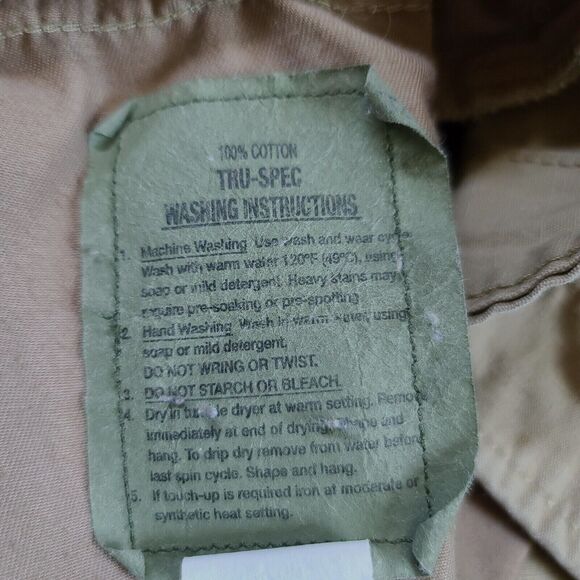 100% COTTON
TRU-SPEC
WASHING INSTRUCTIONS
1. Machine Washing Use wash and wear cycle.
Wash with warm water 120°F (49°C), using
soap or mild detergent. Heavy stains may
require pre-soaking or pre-spotting.
2. Hand Washing Wash in warm water, using
soap or mild detergent.
DO NOT WRING OR TWIST.
3. DO NOT STARCH OR BLEACH.
4. Dry in tumble dryer at warm setting. Remove
immediately at end of drying, shape and
hang. To drip dry remove from water before
last spin cycle. Shape and hang.
5. If touch-up is required iron at moderate or
synthetic heat setting.